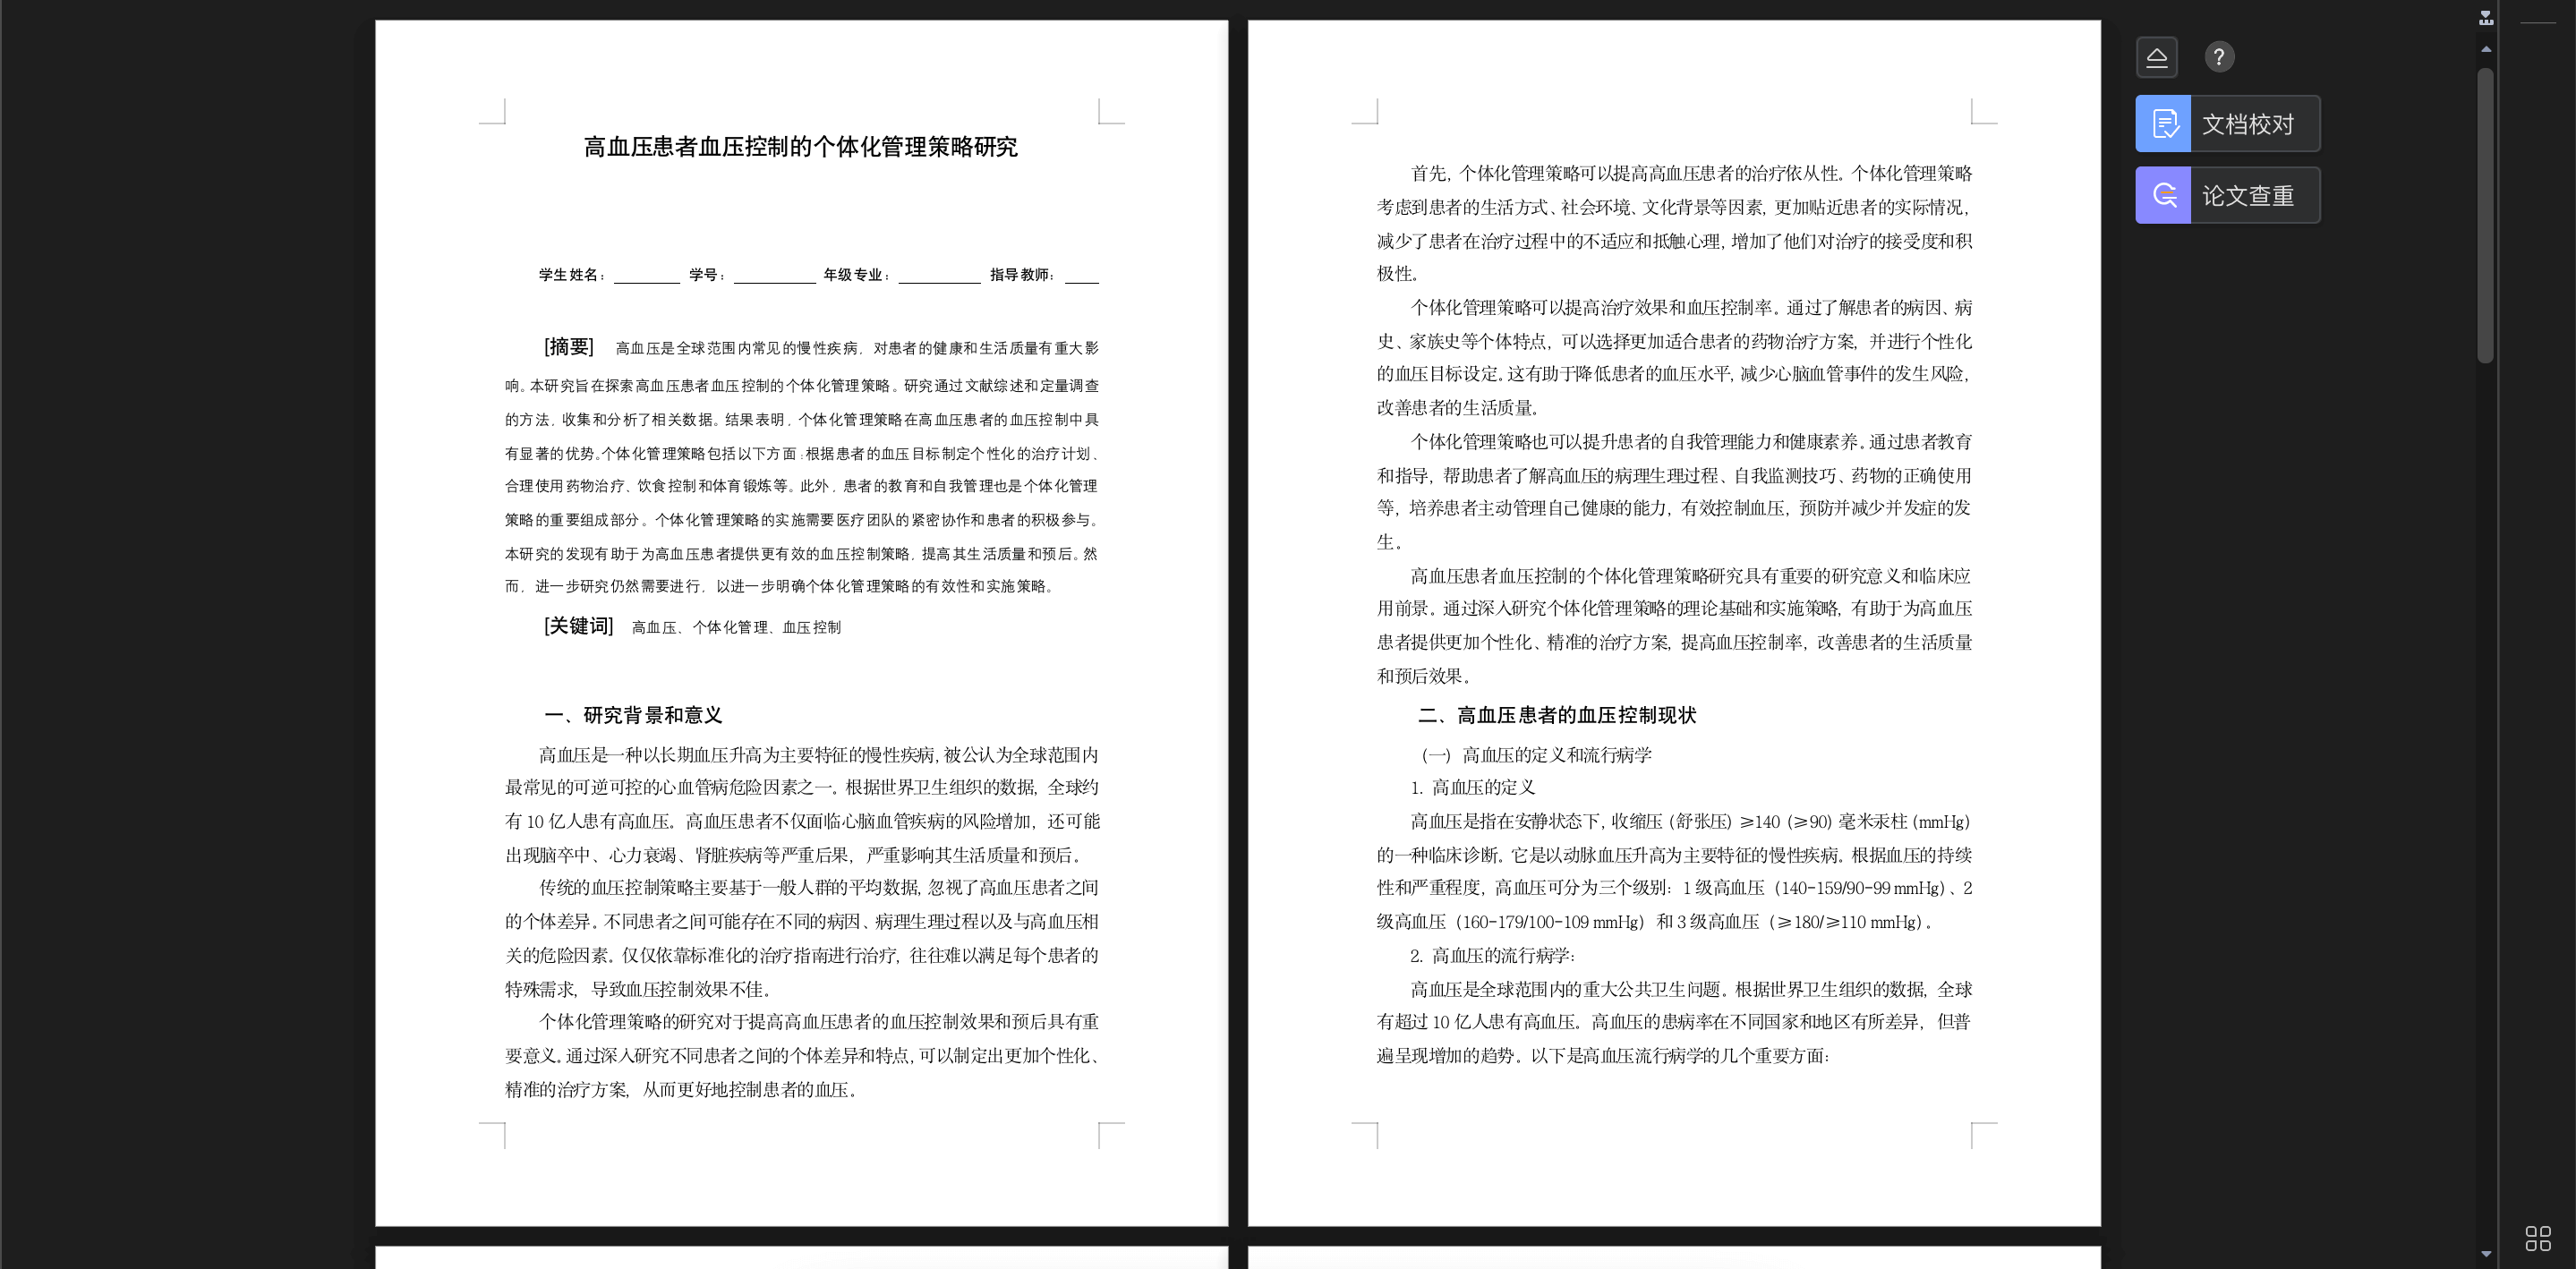 高血压患者血压控制的个体化管理策略研究
学生姓名：________ 学号：__________ 年级专业：__________ 指导教师：____
[摘要] 高血压是全球范围内常见的慢性疾病，对患者的健康和生活质量有重大影
响。本研究旨在探索高血压患者血压控制的个体化管理策略。研究通过文献综述和定量调查
的方法，收集和分析了相关数据。结果表明，个体化管理策略在高血压患者的血压控制中具
有显著的优势。个体化管理策略包括以下方面：根据患者的血压目标制定个性化的治疗计划、
合理使用药物治疗、饮食控制和体育锻炼等。此外，患者的教育和自我管理也是个体化管理
策略的重要组成部分。个体化管理策略的实施需要医疗团队的紧密协作和患者的积极参与。
本研究的发现有助于为高血压患者提供更有效的血压控制策略，提高其生活质量和预后。然
而，进一步研究仍然需要进行，以进一步明确个体化管理策略的有效性和实施策略。
[关键词] 高血压、个体化管理、血压控制
一、研究背景和意义
高血压是一种以长期血压升高为主要特征的慢性疾病，被公认为全球范围内
最常见的可逆可控的心血管病危险因素之一。根据世界卫生组织的数据，全球约
有 10 亿人患有高血压。高血压患者不仅面临心脑血管疾病的风险增加，还可能
出现脑卒中、心力衰竭、肾脏疾病等严重后果，严重影响其生活质量和预后。
传统的血压控制策略主要基于一般人群的平均数据，忽视了高血压患者之间
的个体差异。不同患者之间可能存在不同的病因、病理生理过程以及与高血压相
关的危险因素。仅仅依靠标准化的治疗指南进行治疗，往往难以满足每个患者的
特殊需求，导致血压控制效果不佳。
个体化管理策略的研究对于提高高血压患者的血压控制效果和预后具有重
要意义。通过深入研究不同患者之间的个体差异和特点，可以制定出更加个性化、
精准的治疗方案，从而更好地控制患者的血压。
首先，个体化管理策略可以提高高血压患者的治疗依从性。个体化管理策略
考虑到患者的生活方式、社会环境、文化背景等因素，更加贴近患者的实际情况，
减少了患者在治疗过程中的不适应和抵触心理，增加了他们对治疗的接受度和积
极性。
个体化管理策略可以提高治疗效果和血压控制率。通过了解患者的病因、病
史、家族史等个体特点，可以选择更加适合患者的药物治疗方案，并进行个性化
的血压目标设定。这有助于降低患者的血压水平，减少心脑血管事件的发生风险，
改善患者的生活质量。
个体化管理策略也可以提升患者的自我管理能力和健康素养。通过患者教育
和指导，帮助患者了解高血压的病理生理过程、自我监测技巧、药物的正确使用
等，培养患者主动管理自己健康的能力，有效控制血压，预防并减少并发症的发
生。
高血压患者血压控制的个体化管理策略研究具有重要的研究意义和临床应
用前景。通过深入研究个体化管理策略的理论基础和实施策略，有助于为高血压
患者提供更加个性化、精准的治疗方案，提高血压控制率，改善患者的生活质量
和预后效果。
二、高血压患者的血压控制现状
（一）高血压的定义和流行病学
1. 高血压的定义
高血压是指在安静状态下，收缩压（舒张压）≥140（≥90）毫米汞柱（mmHg）
的一种临床诊断。它是以动脉血压升高为主要特征的慢性疾病。根据血压的持续
性和严重程度，高血压可分为三个级别：1 级高血压（140-159/90-99 mmHg）、2
级高血压（160-179/100-109 mmHg）和 3 级高血压（≥180/≥110 mmHg）。
2. 高血压的流行病学：
高血压是全球范围内的重大公共卫生问题。根据世界卫生组织的数据，全球
有超过 10 亿人患有高血压。高血压的患病率在不同国家和地区有所差异，但普
遍呈现增加的趋势。以下是高血压流行病学的几个重要方面：
?
文档校对
论文查重